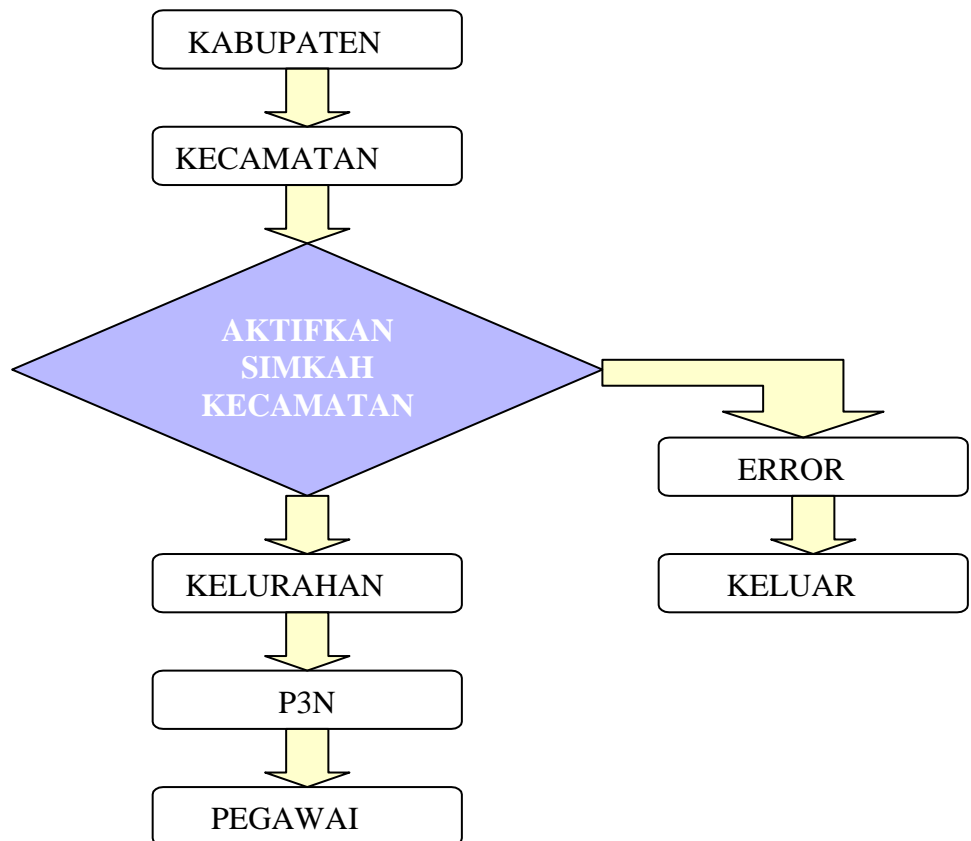 KABUPATEN
KECAMATAN
AKTIFKAN
SIMKAH
KECAMATAN
ERROR
KELURAHAN
KELUAR
P3N
PEGAWAI